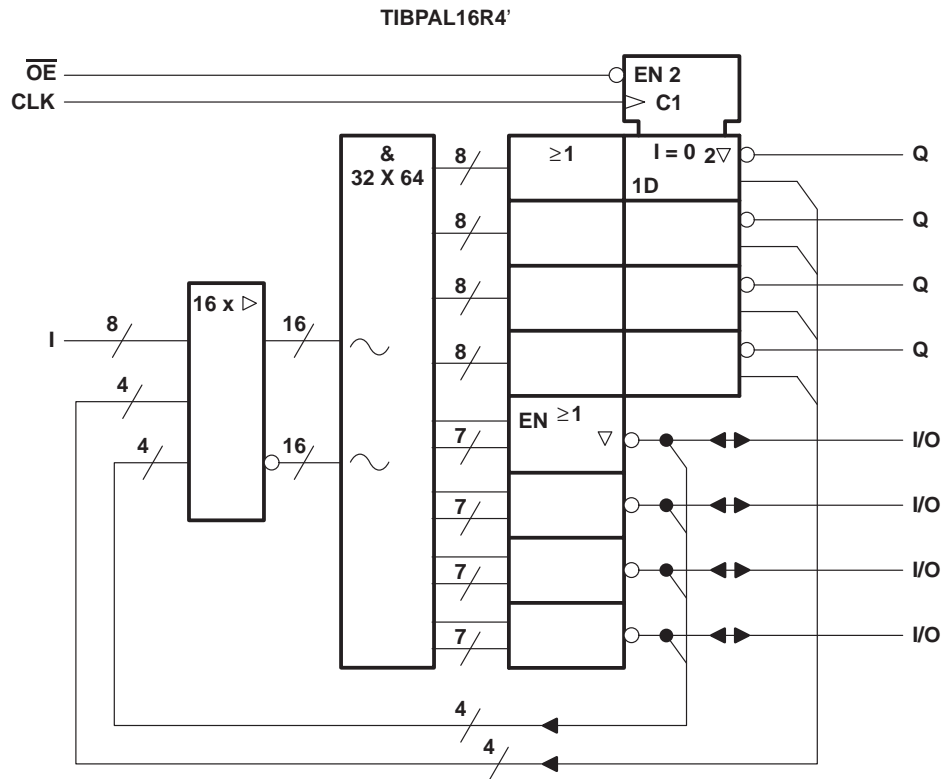 TIBPAL16R4’
OE
EN 2
CLK
C1
&
32 X 64
8
≥1
I = 0 2▽
1D
Q
8
Q
8
Q
8
Q
16 x ▷
I
8
16
4
4
16
EN ≥1
▽
7
I/O
7
I/O
7
I/O
7
I/O
4
4